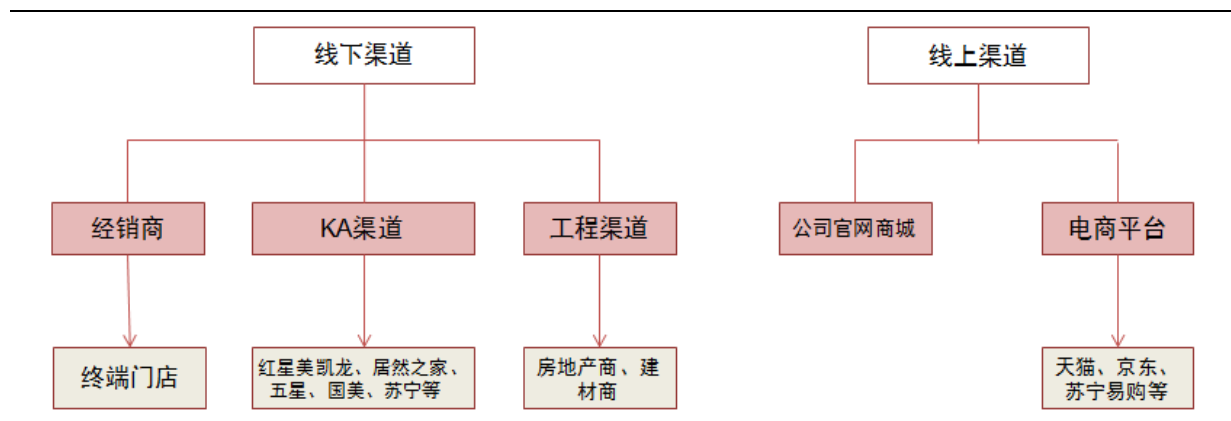 线下渠道
线上渠道
经销商
KA渠道
工程渠道
公司官网商城
电商平台
终端门店
红星美凯龙、居然之家、
五星、国美、苏宁等
房地产商、建
材商
天猫、京东、
苏宁易购等